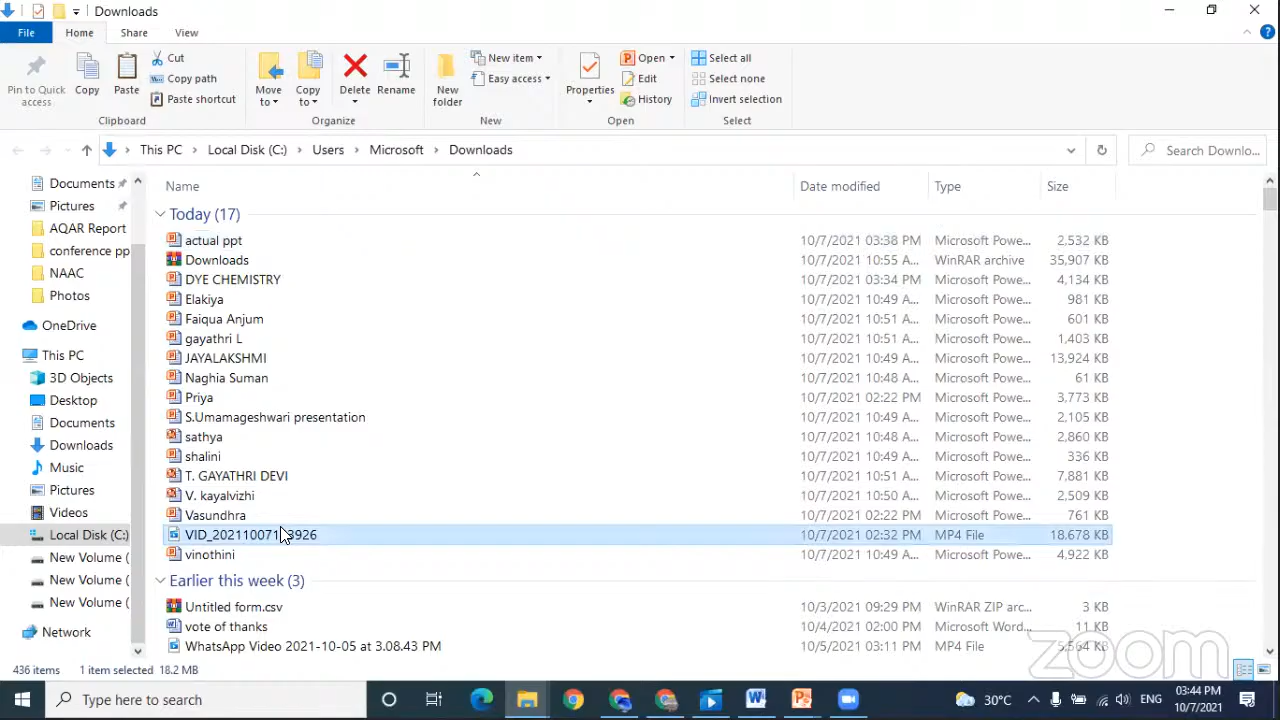 Downloads
File Home Share View
Pin to Quick access
Copy
Paste
Cut
Copy path
Paste shortcut
Clipboard
Move to
Copy to
Delete
Rename
Organize
New folder
New item
Easy access
New
Properties
Open
Edit
History
Open
Select all
Select none
Invert selection
Select
This PC > Local Disk (C:) > Users > Microsoft > Downloads
Search Downlo...
Documents
Pictures
AQAR Report
conference pp
NAAC
Photos
OneDrive
This PC
3D Objects
Desktop
Documents
Downloads
Music
Pictures
Videos
Local Disk (C:)
New Volume (
New Volume (
New Volume (
Network
Name Date modified Type Size
Today (17)
actual ppt 10/7/2021 03:38 PM Microsoft Powe... 2,532 KB
Downloads 10/7/2021 10:55 A... WinRAR archive 35,907 KB
DYE CHEMISTRY 10/7/2021 03:34 PM Microsoft Powe... 4,134 KB
Elakiya 10/7/2021 10:49 A... Microsoft Powe... 981 KB
Faiqua Anjum 10/7/2021 10:51 A... Microsoft Powe... 601 KB
gayathri L 10/7/2021 10:51 A... Microsoft Powe... 1,403 KB
JAYALAKSHMI 10/7/2021 10:49 A... Microsoft Powe... 13,924 KB
Naghia Suman 10/7/2021 10:48 A... Microsoft Powe... 61 KB
Priya 10/7/2021 02:22 PM Microsoft Powe... 3,773 KB
S.Umamageshwari presentation 10/7/2021 10:49 A... Microsoft Powe... 2,105 KB
sathya 10/7/2021 10:48 A... Microsoft Powe... 2,860 KB
shalini 10/7/2021 10:49 A... Microsoft Powe... 336 KB
T. GAYATHRI DEVI 10/7/2021 10:51 A... Microsoft Powe... 7,881 KB
V. kayalvizhi 10/7/2021 10:50 A... Microsoft Powe... 2,509 KB
Vasundhra 10/7/2021 02:22 PM Microsoft Powe... 761 KB
10/7/2021 02:32 PM MP4 File 18,678 KB
vinothini 10/7/2021 10:49 A... Microsoft Powe... 4,922 KB
Earlier this week (3)
Untitled form.csv 10/3/2021 09:29 PM WinRAR ZIP arc... 3 KB
vote of thanks 10/4/2021 02:00 PM Microsoft Word... 11 KB
WhatsApp Video 2021-10-05 at 3.08.43 PM 10/5/2021 03:11 PM MP4 File 5,564 KB
zoom
436 items 1 item selected 18.2 MB
Type here to search
30°C
ENG
03:44 PM
10/7/2021